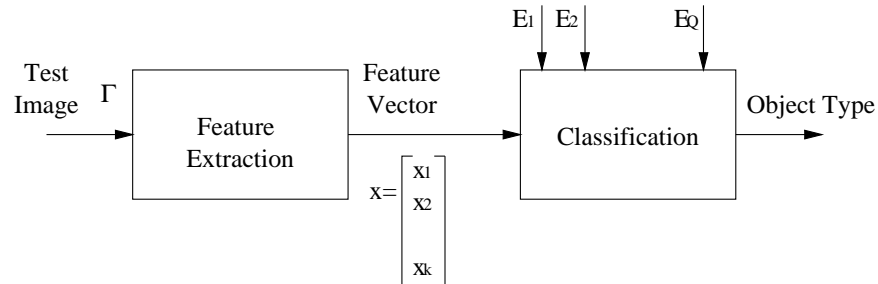 E1 E2 EQ
Test Image Γ
Feature Extraction
Feature Vector
x= x1 x2 xk
Classification
Object Type